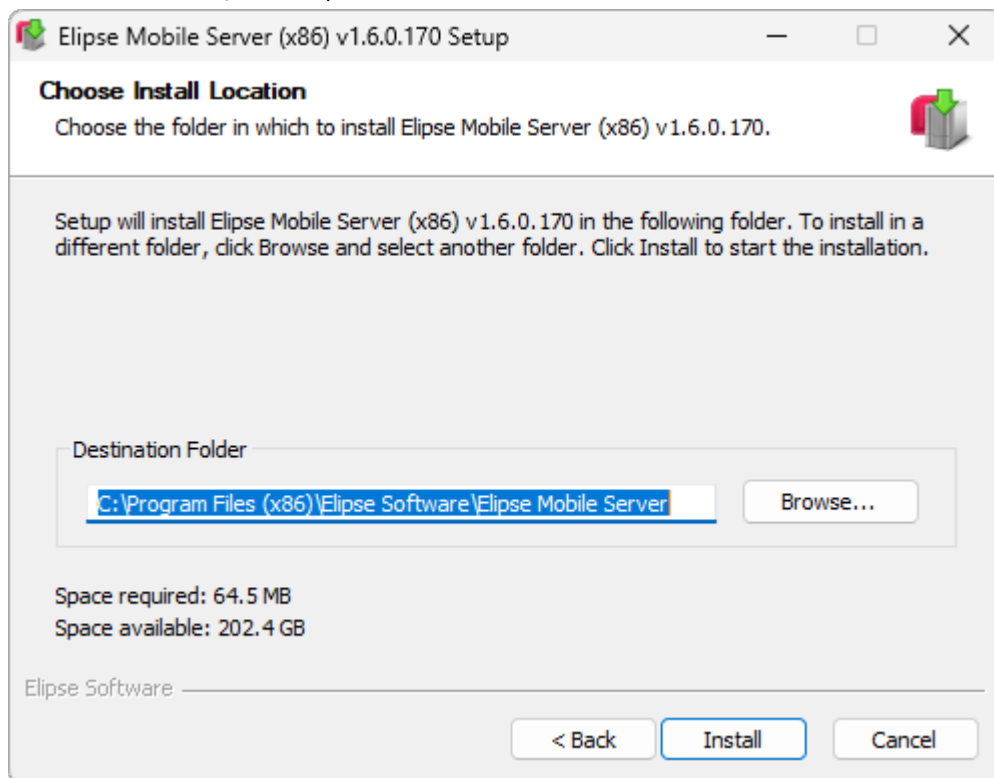 Elipse Mobile Server (x86) v1.6.0.170 Setup
Choose Install Location
Choose the folder in which to install Elipse Mobile Server (x86) v1.6.0.170.
Setup will install Elipse Mobile Server (x86) v1.6.0.170 in the following folder. To install in a
different folder, click Browse and select another folder. Click Install to start the installation.
Destination Folder
C:\Program Files (x86)\Elipse Software\Elipse Mobile Server
Browse...
Space required: 64.5 MB
Space available: 202.4 GB
Elipse Software
< Back Install Cancel